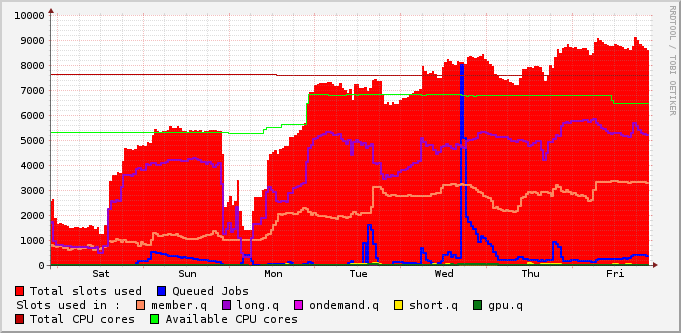 10000
9000
8000
7000
6000
5000
4000
3000
2000
1000
0
Sat Sun Mon Tue Wed Thu Fri
Total slots used Queued Jobs
Slots used in : member.q long.q ondemand.q short.q gpu.q
Total CPU cores Available CPU cores
RRDTOOL / TOBI OETIKER